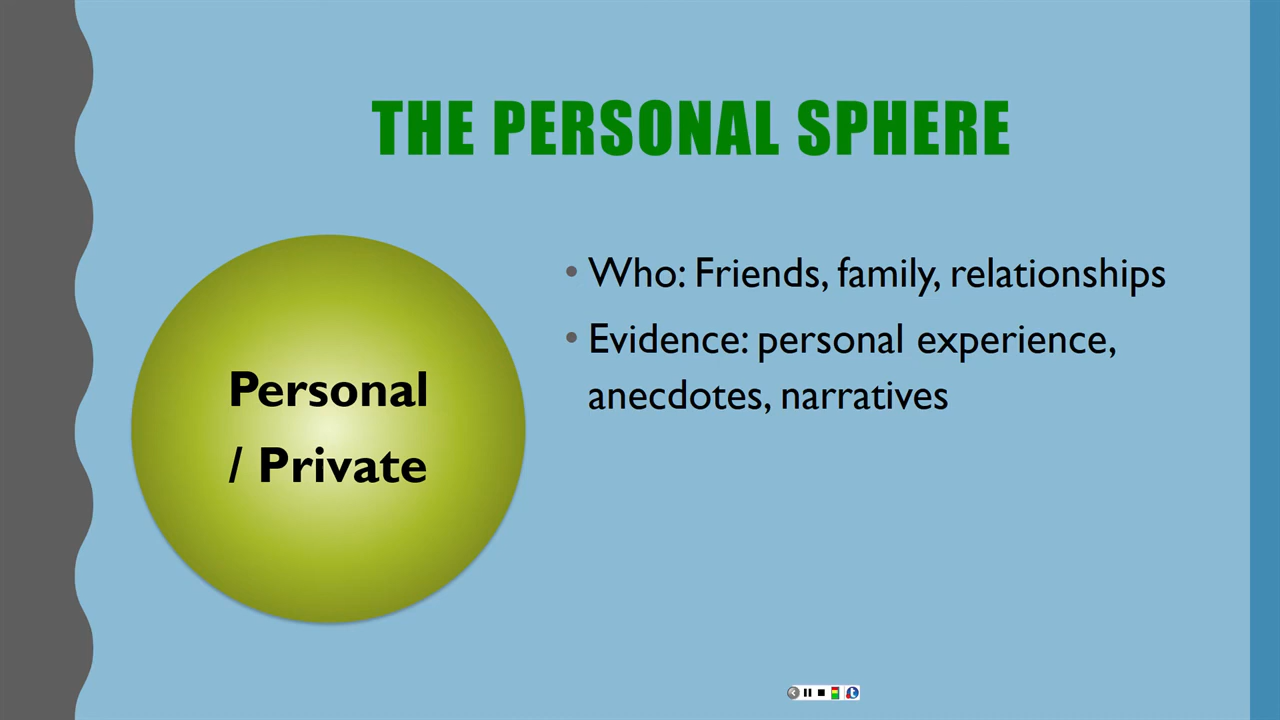 THE PERSONAL SPHERE
Personal
/ Private
• Who: Friends, family, relationships
• Evidence: personal experience,
anecdotes, narratives